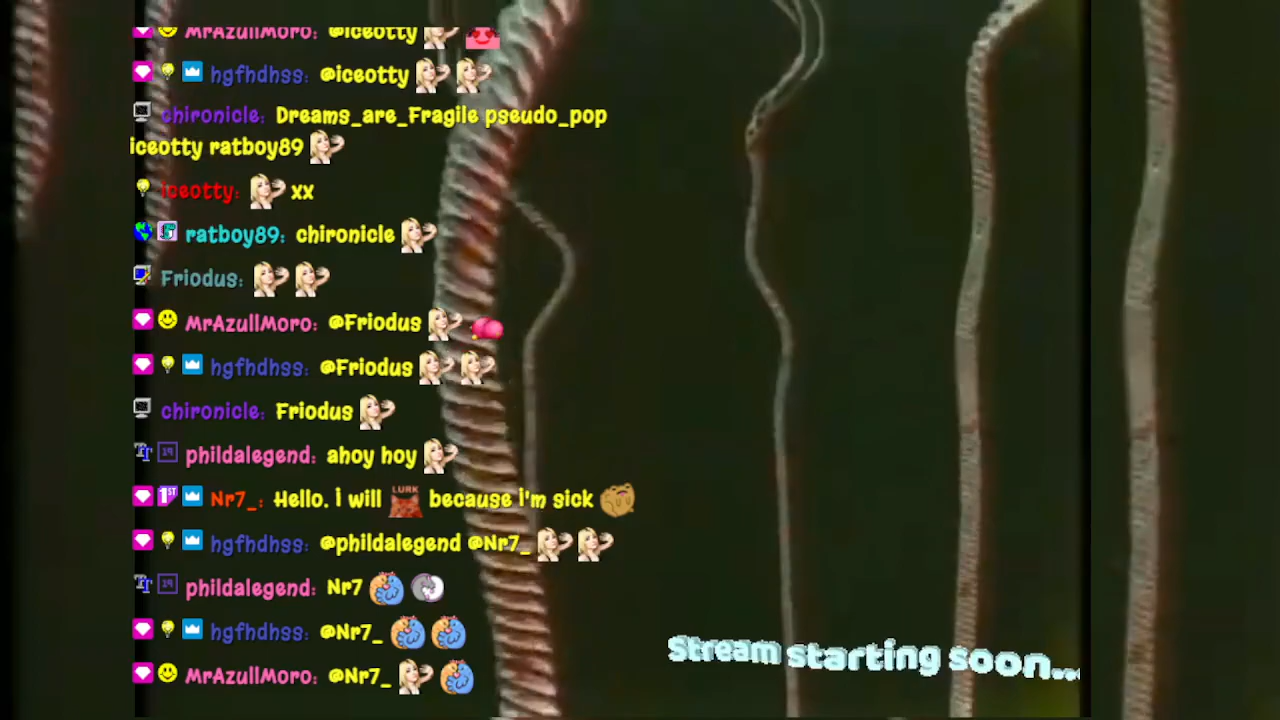 MrAzullMoro: @iceotty
hgfhdhss: @iceotty
chironicle: Dreams_are_Fragile pseudo_pop
iceotty ratboy89
iceotty: xx
ratboy89: chironicle
Friodus:
MrAzullMoro: @Friodus
hgfhdhss: @Friodus
chironicle: Friodus
phildalegend: ahoy hoy
Nr7_: Hello. i will LURK because i'm sick
hgfhdhss: @phildalegend @Nr7_
phildalegend: Nr7
hgfhdhss: @Nr7_
MrAzullMoro: @Nr7_
Stream starting soon...